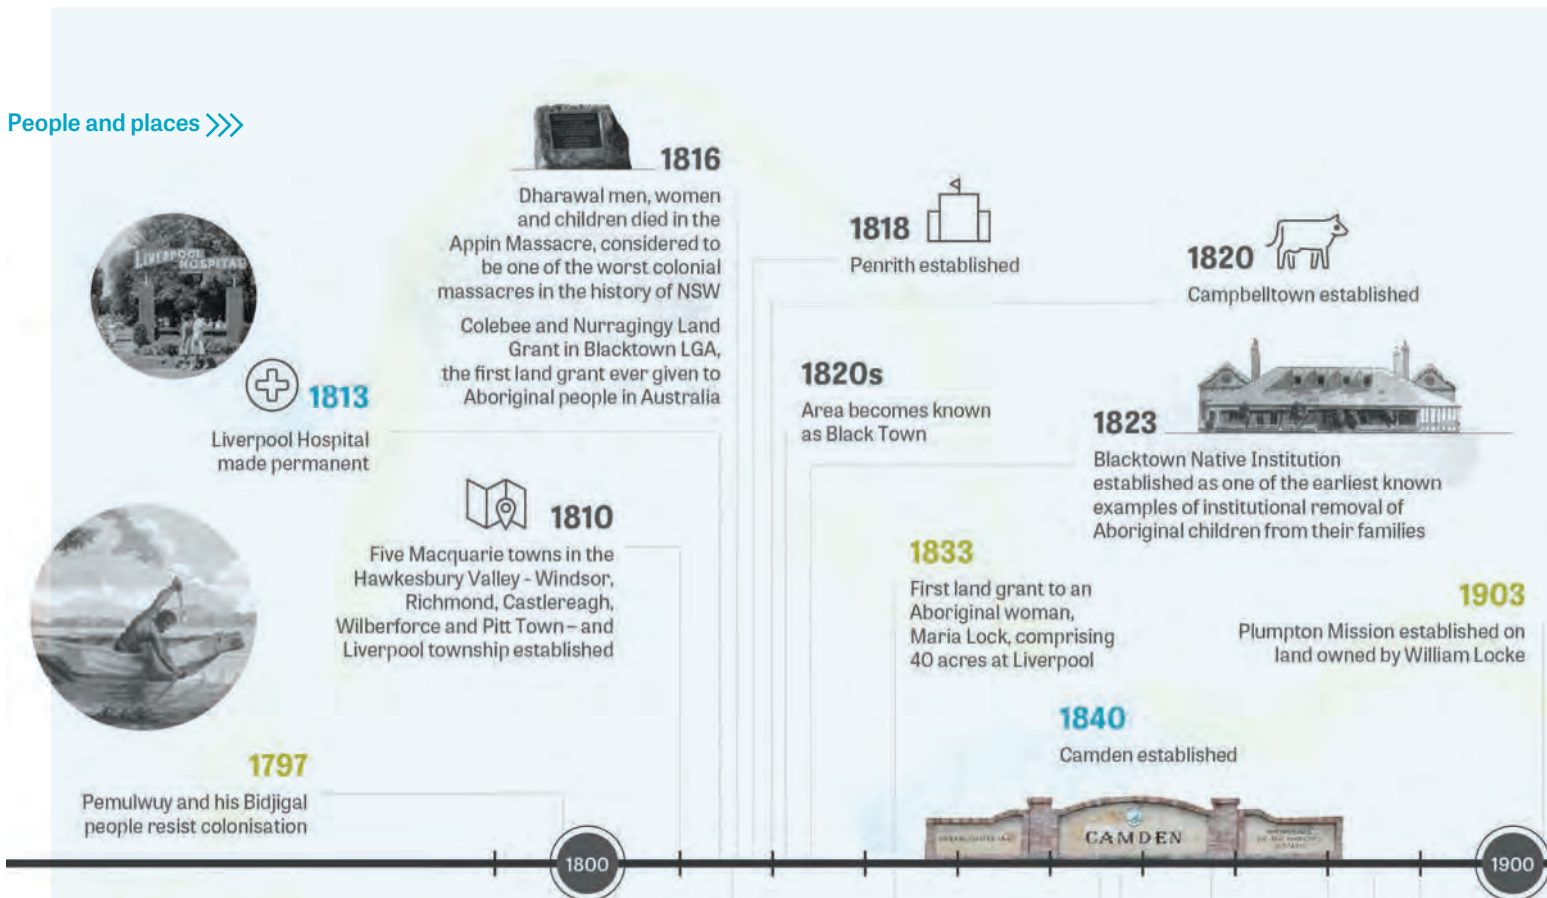 People and places
1816
Dharawal men, women
and children died in the
Appin Massacre, considered to
be one of the worst colonial
massacres in the history of NSW
Colebee and Nurragingy Land
Grant in Blacktown LGA,
the first land grant ever given to
Aboriginal people in Australia
1818
Penrith established
1820
Campbelltown established
LIVERPOOL
HOSPITAL
1813
Liverpool Hospital
made permanent
1820s
Area becomes known
as Black Town
1823
Blacktown Native Institution
established as one of the earliest known
examples of institutional removal of
Aboriginal children from their families
1810
Five Macquarie towns in the
Hawkesbury Valley - Windsor,
Richmond, Castlereagh,
Wilberforce and Pitt Town – and
Liverpool township established
1833
First land grant to an
Aboriginal woman,
Maria Lock, comprising
40 acres at Liverpool
1903
Plumpton Mission established on
land owned by William Locke
1840
Camden established
1797
Pemulwuy and his Bidjigal
people resist colonisation
CAMDEN
1800
1900